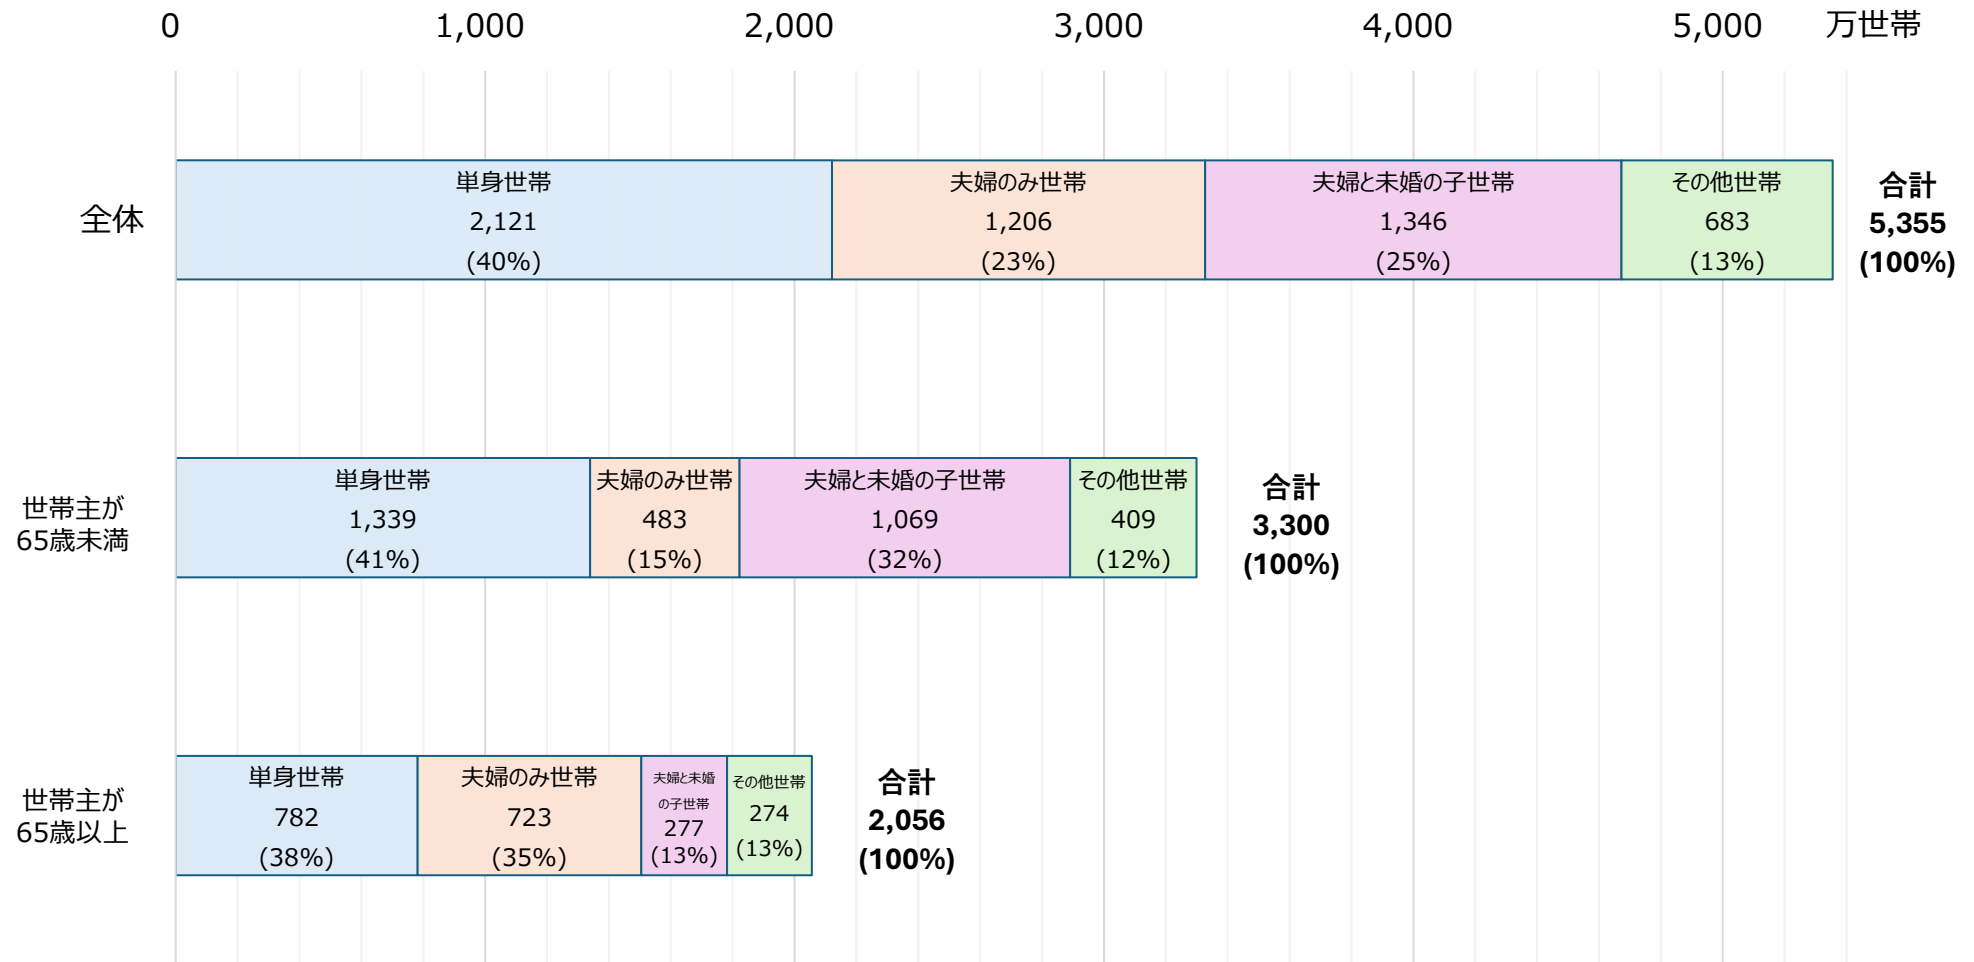 0 1,000 2,000 3,000 4,000 5,000 万世帯
全体
単身世帯
2,121
(40%)
夫婦のみ世帯
1,206
(23%)
夫婦と未婚の子世帯
1,346
(25%)
その他世帯
683
(13%)
合計
5,355
(100%)
世帯主が
65歳未満
単身世帯
1,339
(41%)
夫婦のみ世帯
483
(15%)
夫婦と未婚の子世帯
1,069
(32%)
その他世帯
409
(12%)
合計
3,300
(100%)
世帯主が
65歳以上
単身世帯
782
(38%)
夫婦のみ世帯
723
(35%)
夫婦と未婚
の子世帯
277
(13%)
その他世帯
274
(13%)
合計
2,056
(100%)